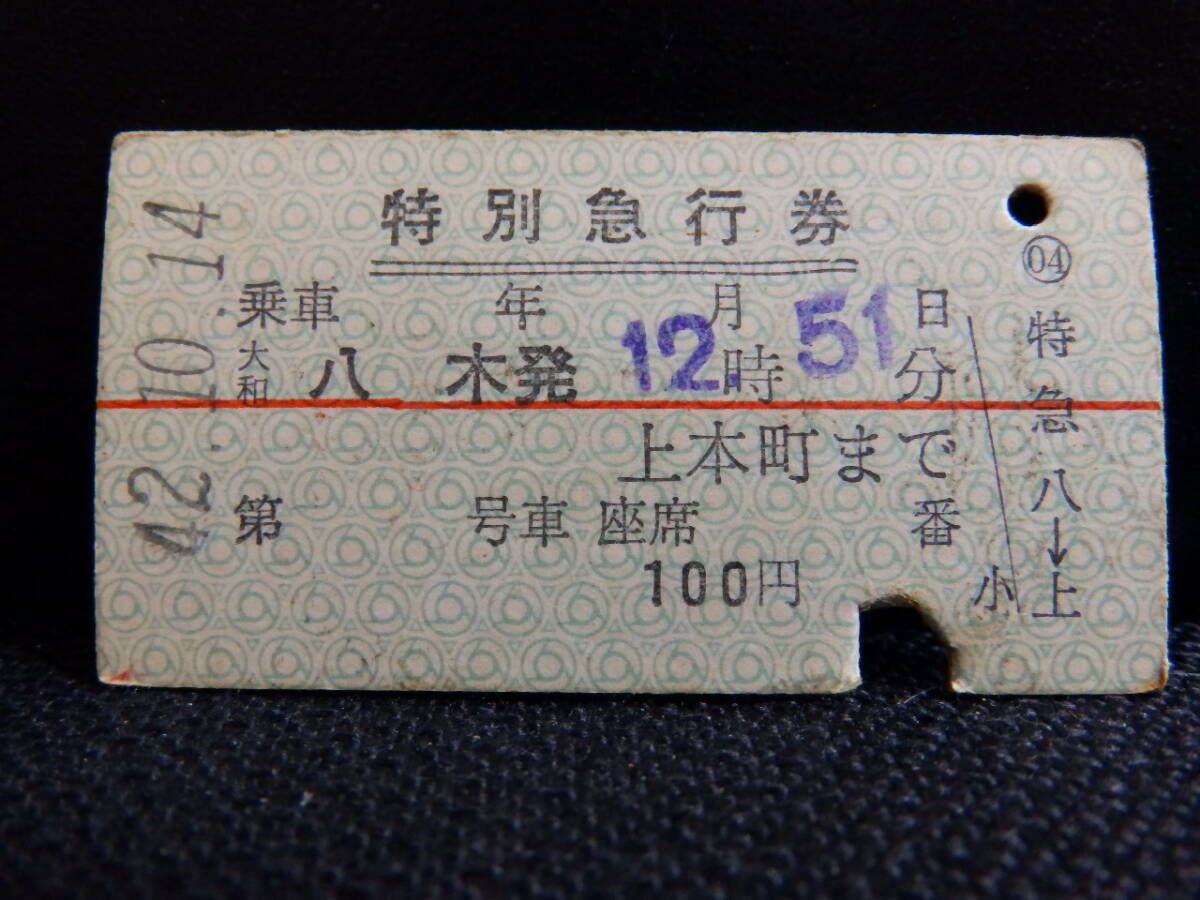 特別急行券
乗車 年 月 日
大和八木発 12時51分
上本町まで
第 号車 座席 番
100円
42.10.14
04
特急 八→上
小